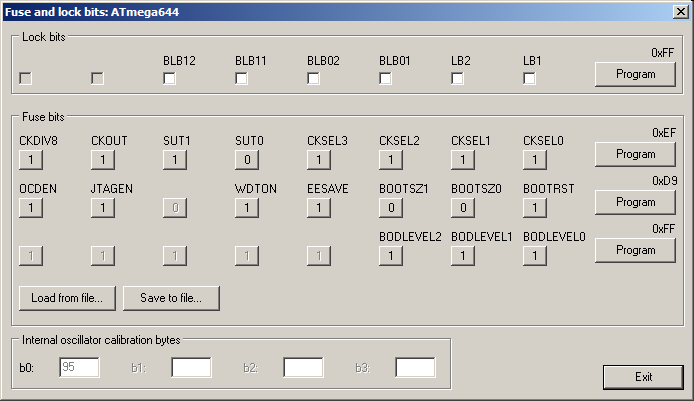 Fuse and lock bits: ATmega644
Lock bits
BLB12 BLB11 BLB02 BLB01 LB2 LB1 0xFF
Program
Fuse bits
CKDIV8 CKOUT SUT1 SUT0 CKSEL3 CKSEL2 CKSEL1 CKSEL0 0xEF
1 1 1 0 1 1 1 1 Program
OCDEN JTAGEN WDTON EESAVE BOOTSZ1 BOOTSZ0 BOOTRST 0xD9
1 1 0 1 1 0 0 1 Program
BODLEVEL2 BODLEVEL1 BODLEVEL0 0xFF
1 1 1 1 1 1 1 1 Program
Load from file... Save to file...
Internal oscillator calibration bytes
b0: 95 b1: b2: b3:
Exit